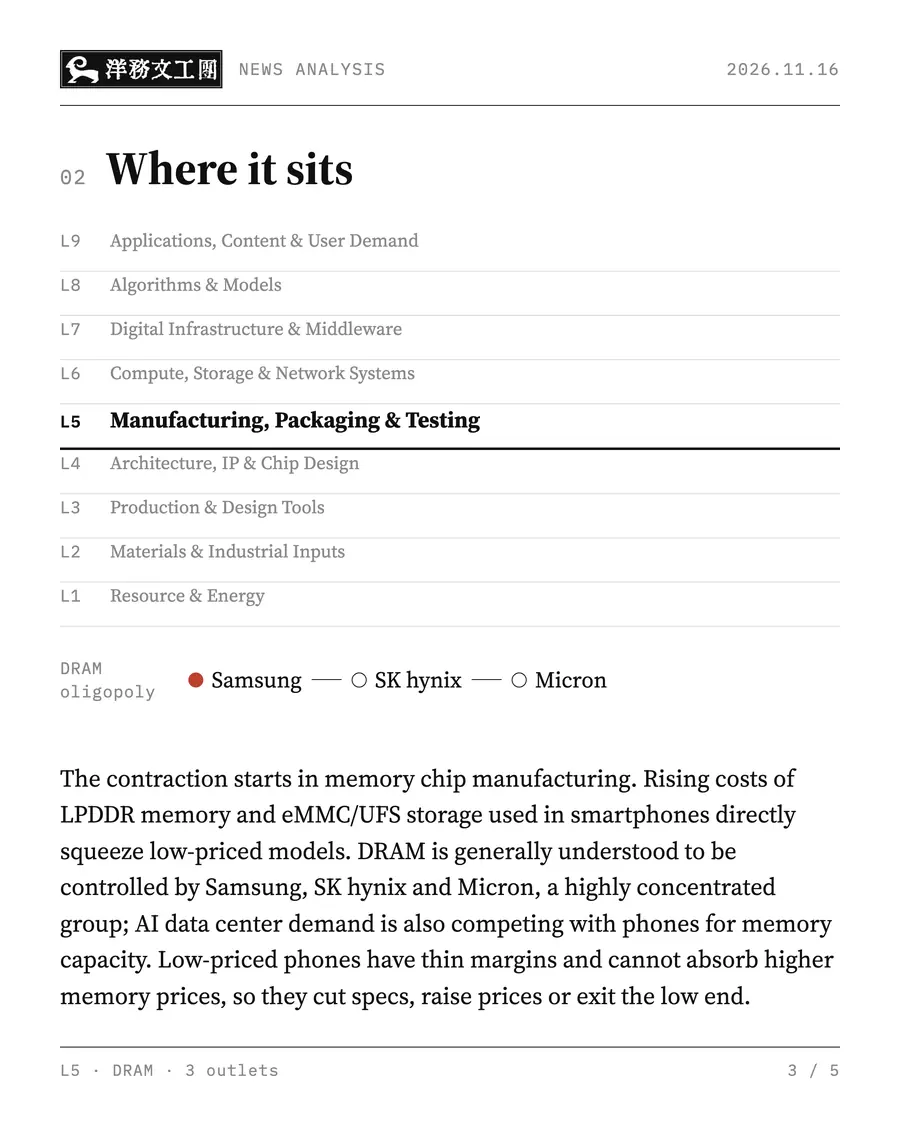 洋務文工團 NEWS ANALYSIS 2026.11.16
02 Where it sits
L9 Applications, Content & User Demand
L8 Algorithms & Models
L7 Digital Infrastructure & Middleware
L6 Compute, Storage & Network Systems
L5 Manufacturing, Packaging & Testing
L4 Architecture, IP & Chip Design
L3 Production & Design Tools
L2 Materials & Industrial Inputs
L1 Resource & Energy
DRAM
oligopoly
Samsung SK hynix Micron
The contraction starts in memory chip manufacturing. Rising costs of
LPDDR memory and eMMC/UFS storage used in smartphones directly
squeeze low-priced models. DRAM is generally understood to be
controlled by Samsung, SK hynix and Micron, a highly concentrated
group; AI data center demand is also competing with phones for memory
capacity. Low-priced phones have thin margins and cannot absorb higher
memory prices, so they cut specs, raise prices or exit the low end.
L5 · DRAM · 3 outlets 3 / 5